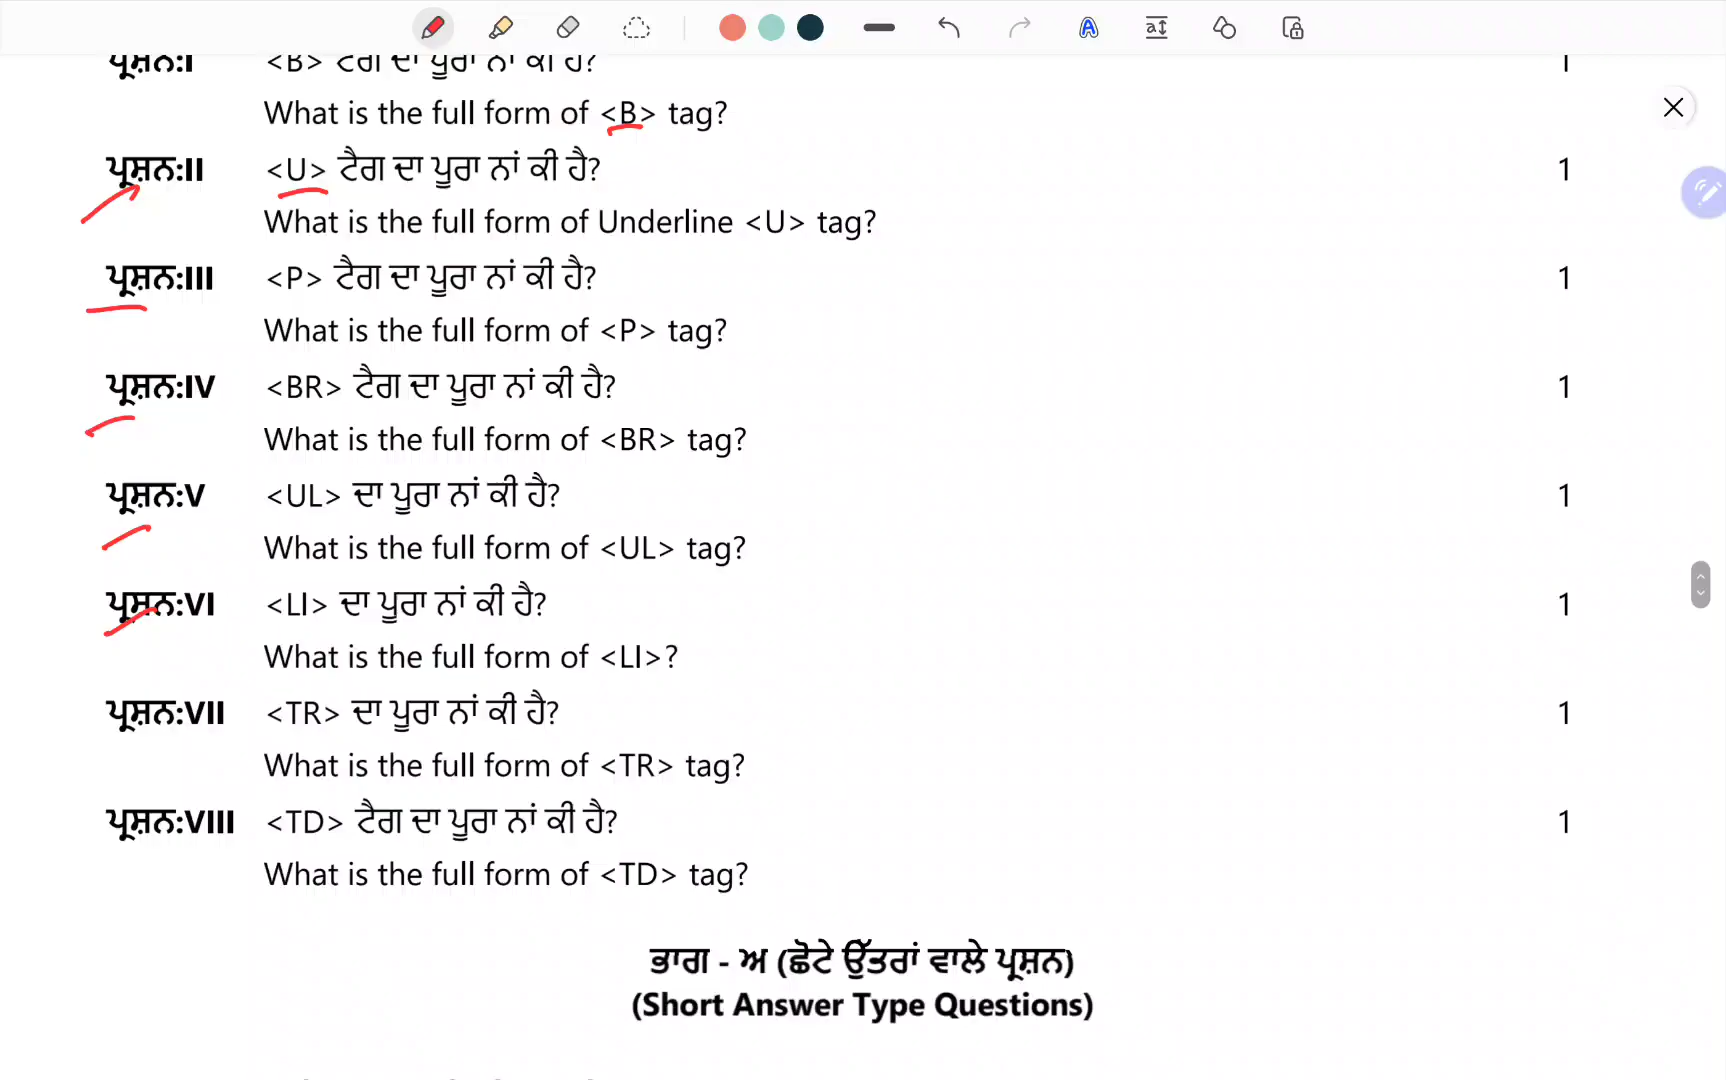 ਪ੍ਰਸ਼ਨ:I <B> ਟੈਗ ਦਾ ਪੂਰਾ ਨਾਂ ਕੀ ਹੈ? 1
What is the full form of <B> tag?
ਪ੍ਰਸ਼ਨ:II <U> ਟੈਗ ਦਾ ਪੂਰਾ ਨਾਂ ਕੀ ਹੈ? 1
What is the full form of Underline <U> tag?
ਪ੍ਰਸ਼ਨ:III <P> ਟੈਗ ਦਾ ਪੂਰਾ ਨਾਂ ਕੀ ਹੈ? 1
What is the full form of <P> tag?
ਪ੍ਰਸ਼ਨ:IV <BR> ਟੈਗ ਦਾ ਪੂਰਾ ਨਾਂ ਕੀ ਹੈ? 1
What is the full form of <BR> tag?
ਪ੍ਰਸ਼ਨ:V <UL> ਦਾ ਪੂਰਾ ਨਾਂ ਕੀ ਹੈ? 1
What is the full form of <UL> tag?
ਪ੍ਰਸ਼ਨ:VI <LI> ਦਾ ਪੂਰਾ ਨਾਂ ਕੀ ਹੈ? 1
What is the full form of <LI>?
ਪ੍ਰਸ਼ਨ:VII <TR> ਦਾ ਪੂਰਾ ਨਾਂ ਕੀ ਹੈ? 1
What is the full form of <TR> tag?
ਪ੍ਰਸ਼ਨ:VIII <TD> ਟੈਗ ਦਾ ਪੂਰਾ ਨਾਂ ਕੀ ਹੈ? 1
What is the full form of <TD> tag?
ਭਾਗ - ਅ (ਛੋਟੇ ਉੱਤਰਾਂ ਵਾਲੇ ਪ੍ਰਸ਼ਨ)
(Short Answer Type Questions)